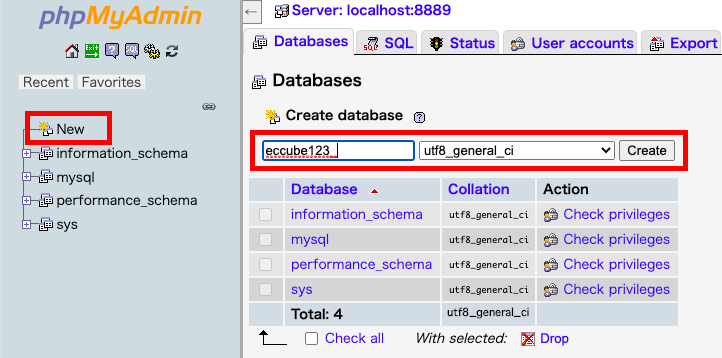 phpMyAdmin
Recent Favorites
New
information_schema
mysql
performance_schema
sys
Server: localhost:8889
Databases SQL Status User accounts Export
Databases
Create database
eccube123_ utf8_general_ci Create
Database Collation Action
information_schema utf8_general_ci Check privileges
mysql utf8_general_ci Check privileges
performance_schema utf8_general_ci Check privileges
sys utf8_general_ci Check privileges
Total: 4 utf8_general_ci
Check all With selected: Drop